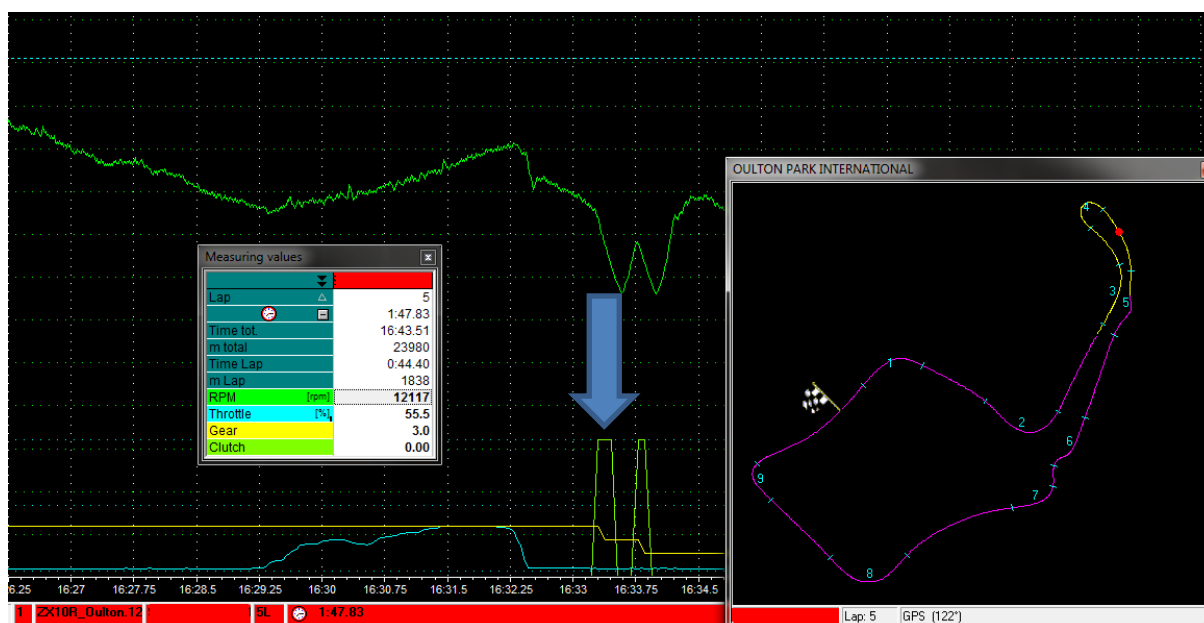 OULTON PARK INTERNATIONAL
Measuring values
Lap 5
1:47.83
Time tot. 16:43.51
m total 23980
Time Lap 0:44.40
m Lap 1838
RPM [rpm] 12117
Throttle [%] 55.5
Gear 3.0
Clutch 0.00
4
3
5
1
2
6
9
7
8
6.25 16:27 16:27.75 16:28.5 16:29.25 16:30 16:30.75 16:31.5 16:32.25 16:33 16:33.75 16:34.5
1 ZX10R_Oulton.12 5L 1:47.83
Lap: 5 GPS (122°)